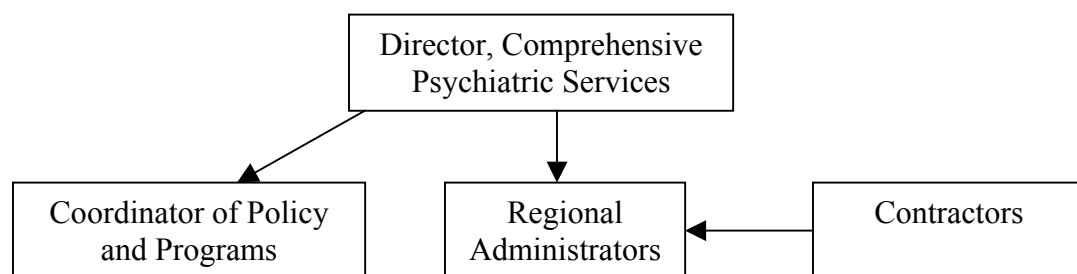 Director, Comprehensive
Psychiatric Services
Coordinator of Policy
and Programs
Regional
Administrators
Contractors